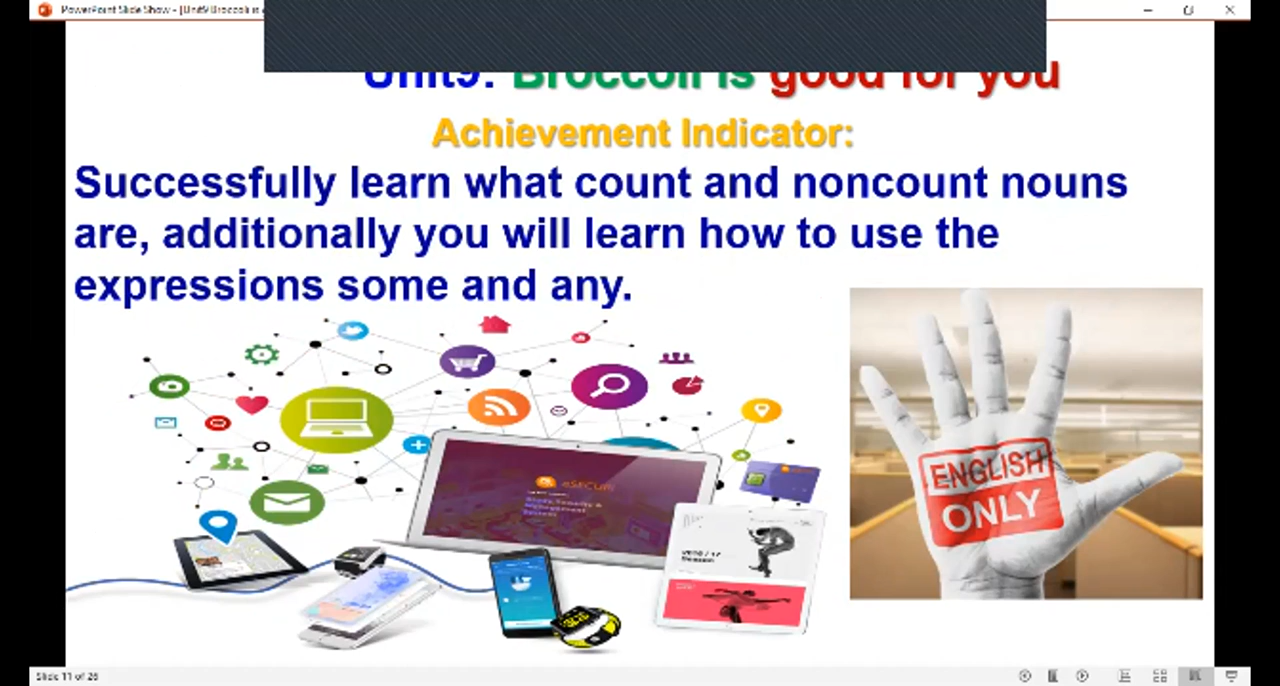 PowerPoint Slide Show - [Unit9 Broccoli is
Unit9: Broccoli is good for you
Achievement Indicator:
Successfully learn what count and noncount nouns
are, additionally you will learn how to use the
expressions some and any.
ENGLISH
ONLY
Slide 11 of 26